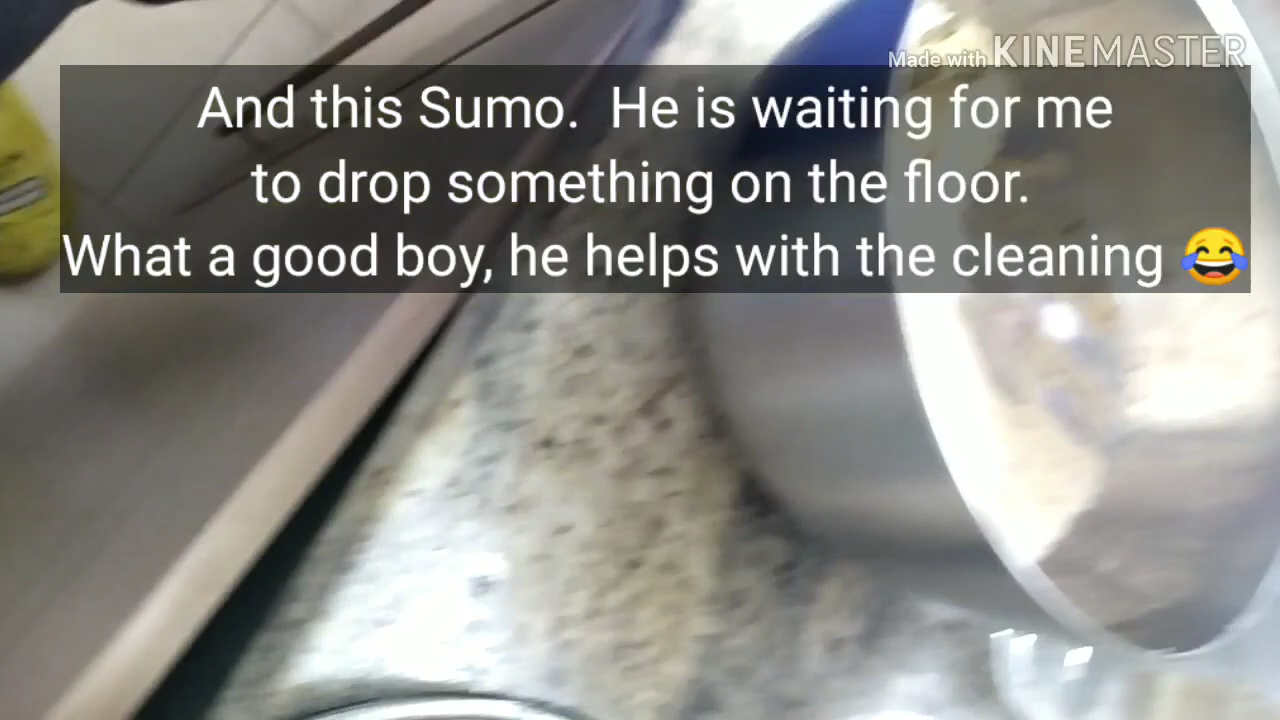 Made with KINEMASTER
And this Sumo. He is waiting for me
to drop something on the floor.
What a good boy, he helps with the cleaning 😂